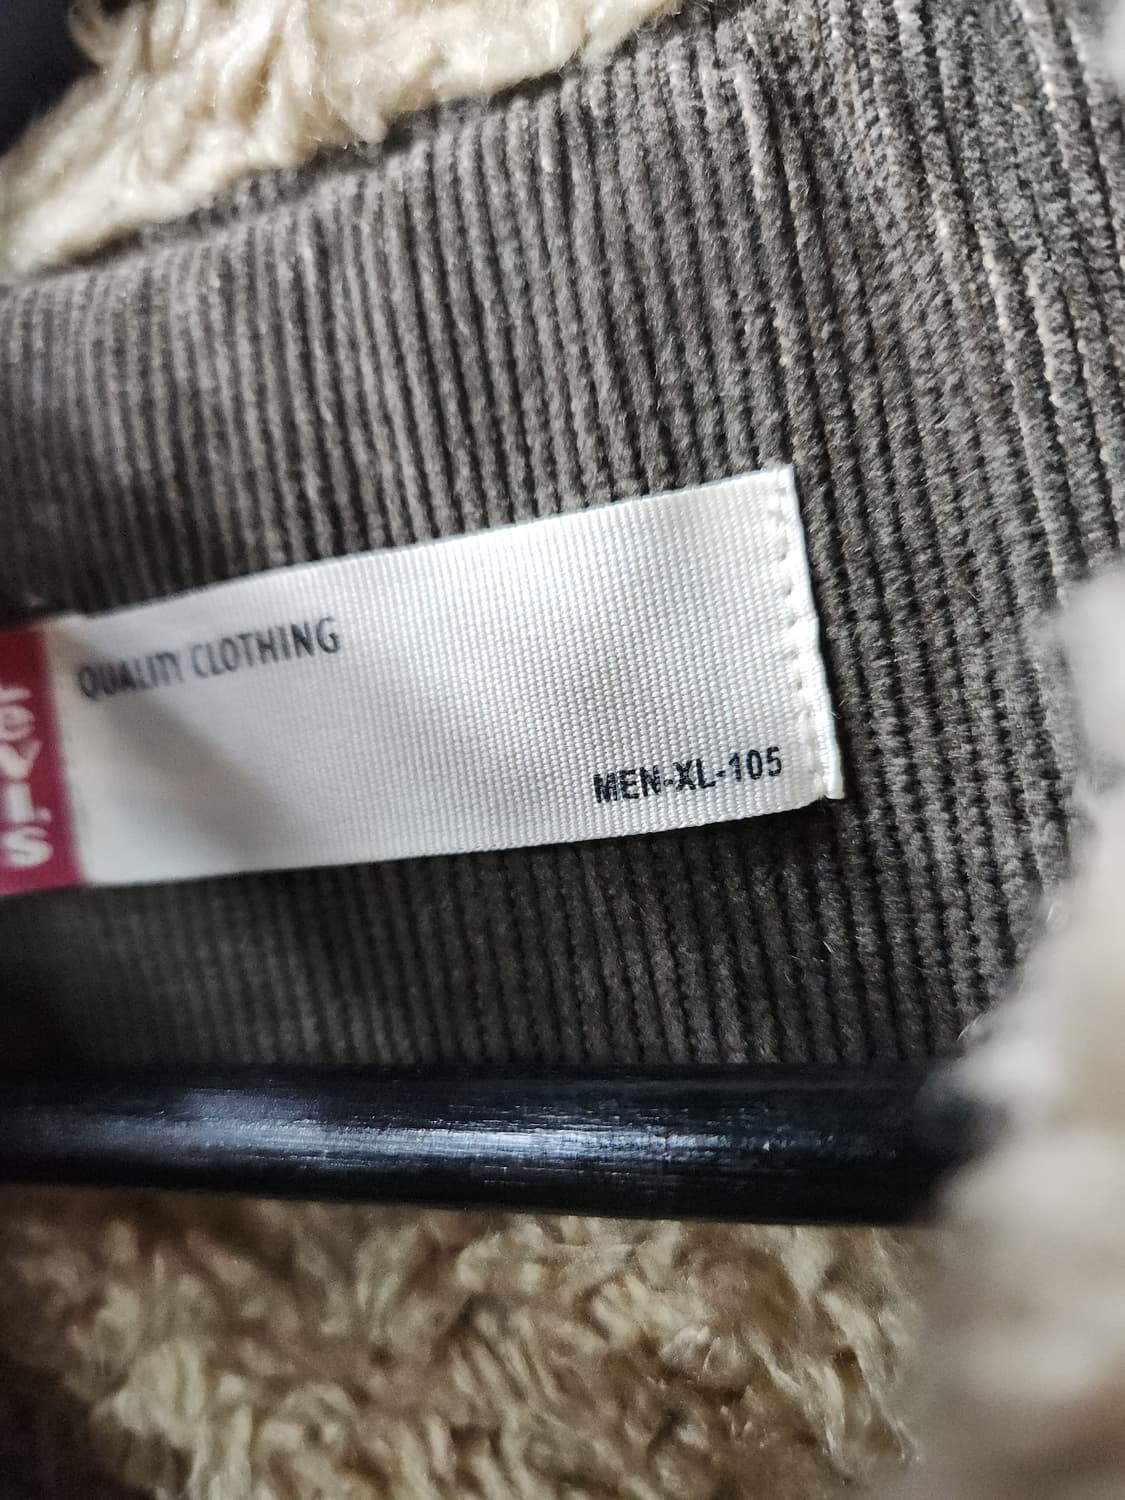 QUALITY CLOTHING
MEN-XL-105
Levi's